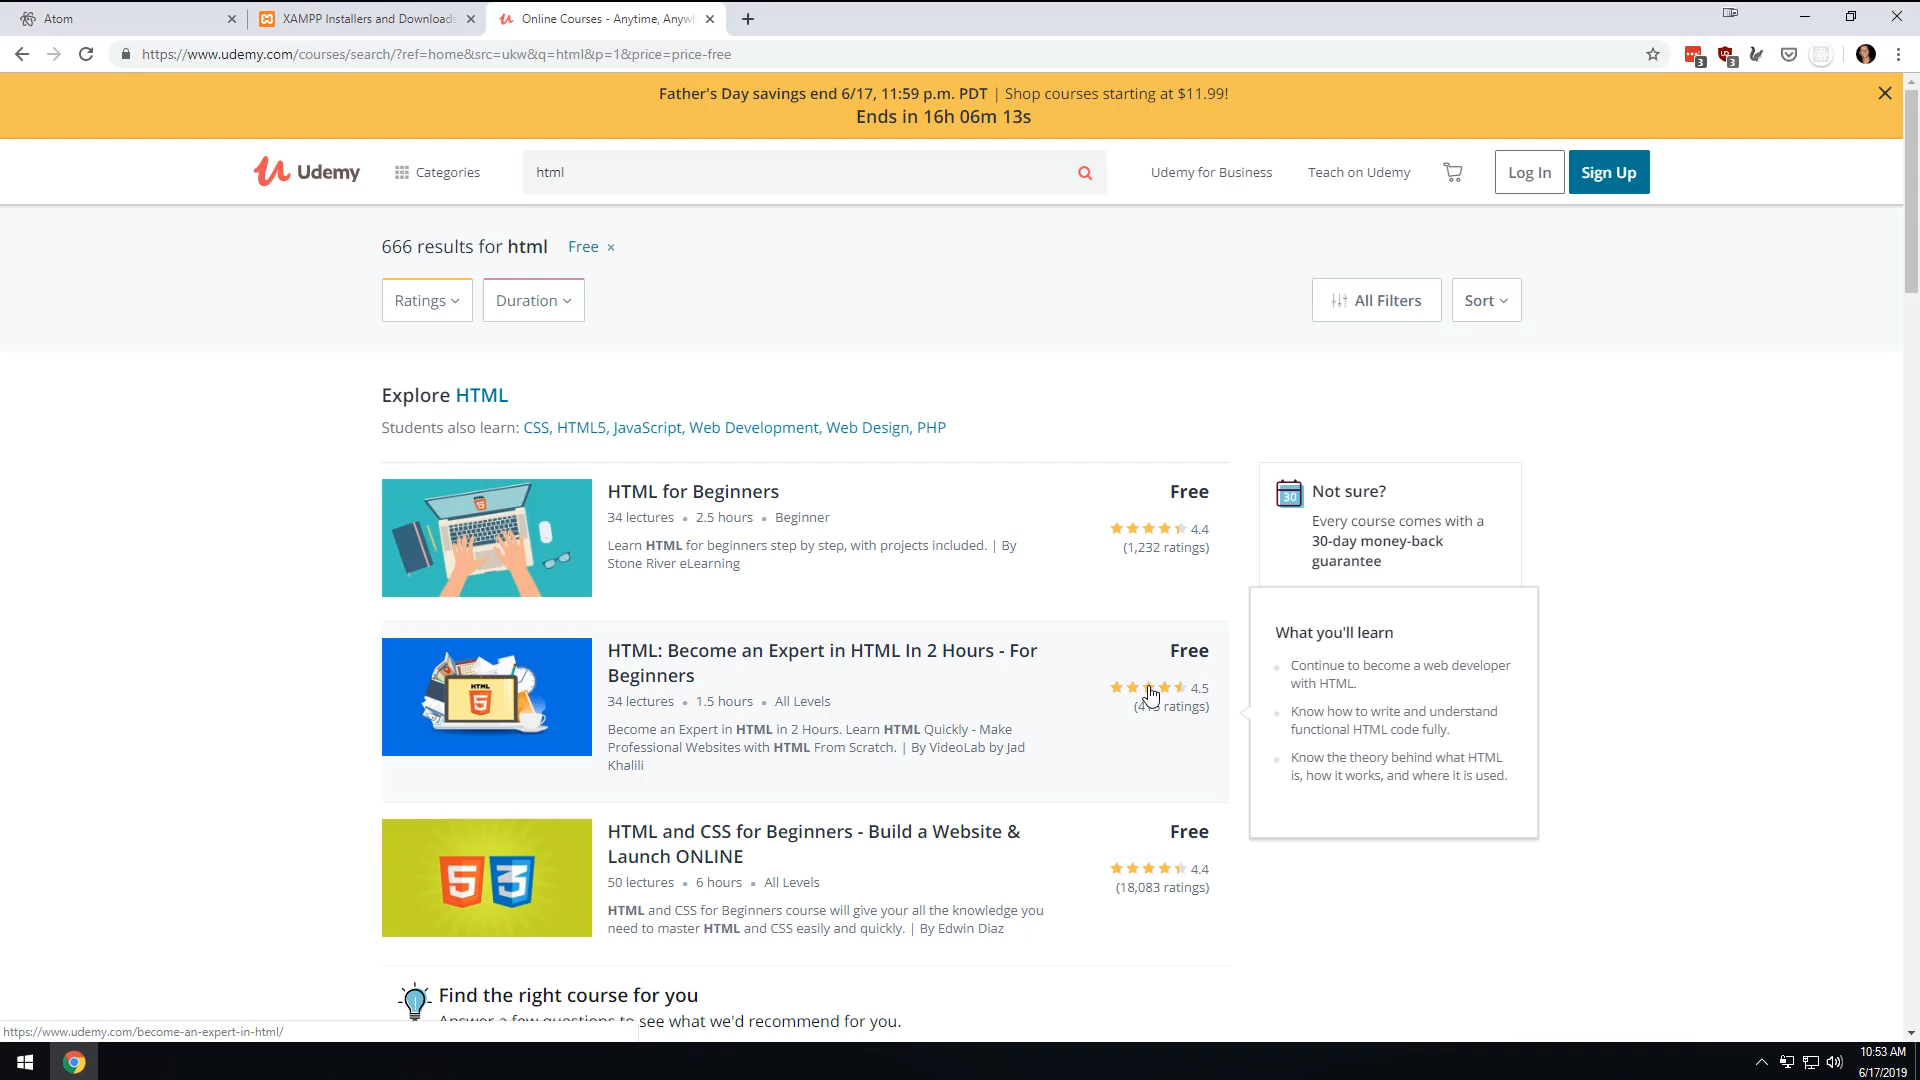 Atom
XAMPP Installers and Downloads
Online Courses - Anytime, Anyw
https://www.udemy.com/courses/search/?ref=home&src=ukw&q=html&p=1&price=price-free
3
3
Father's Day savings end 6/17, 11:59 p.m. PDT | Shop courses starting at $11.99!
Ends in 16h 06m 13s
Udemy
Categories
html
Udemy for Business
Teach on Udemy
Log In
Sign Up
666 results for html
Free ×
Ratings
Duration
All Filters
Sort
Explore HTML
Students also learn: CSS, HTML5, JavaScript, Web Development, Web Design, PHP
HTML for Beginners
Free
34 lectures • 2.5 hours • Beginner
4.4
(1,232 ratings)
Learn HTML for beginners step by step, with projects included. | By
Stone River eLearning
30
Not sure?
Every course comes with a
30-day money-back
guarantee
HTML
5
HTML: Become an Expert in HTML In 2 Hours - For
Beginners
Free
34 lectures • 1.5 hours • All Levels
4.5
ratings)
Become an Expert in HTML in 2 Hours. Learn HTML Quickly - Make
Professional Websites with HTML From Scratch. | By VideoLab by Jad
Khalili
What you'll learn
Continue to become a web developer
with HTML.
Know how to write and understand
functional HTML code fully.
Know the theory behind what HTML
is, how it works, and where it is used.
5 3
HTML and CSS for Beginners - Build a Website &
Launch ONLINE
Free
50 lectures • 6 hours • All Levels
4.4
(18,083 ratings)
HTML and CSS for Beginners course will give your all the knowledge you
need to master HTML and CSS easily and quickly. | By Edwin Diaz
Find the right course for you
Answer a few questions to see what we'd recommend for you.
https://www.udemy.com/become-an-expert-in-html/
10:53 AM
6/17/2019